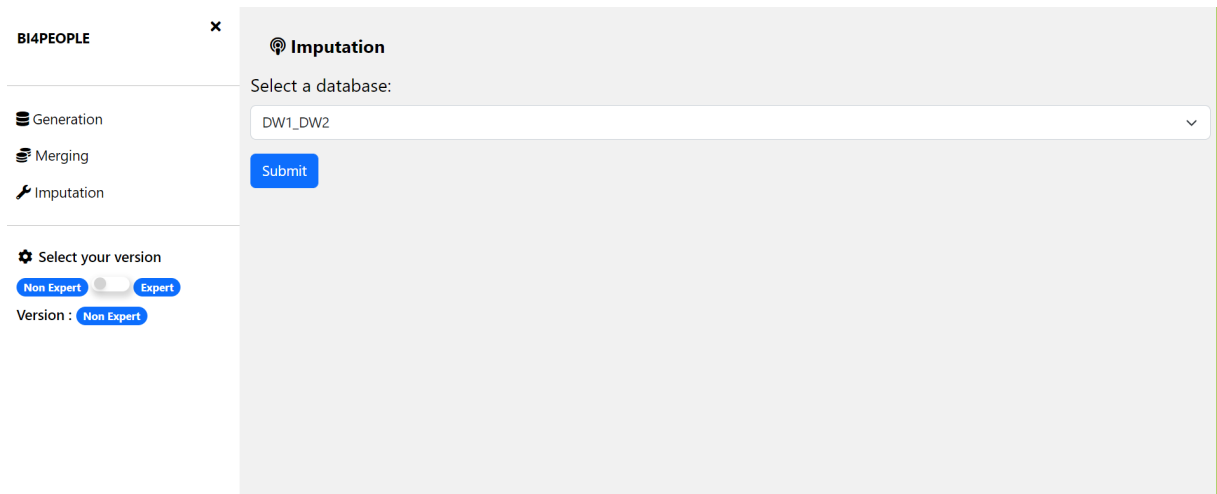 BI4PEOPLE
Generation
Merging
Imputation
Select your version
Non Expert Expert
Version : Non Expert
Imputation
Select a database:
DW1_DW2
Submit